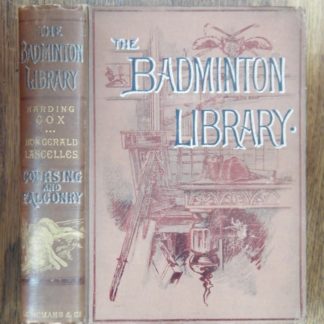 THE
BADMINTON
LIBRARY
HARDING
COX
HON GERALD
LASCELLES
COURSING
AND
FALCONRY
LONGMANS & CO
THE
BADMINTON
LIBRARY.